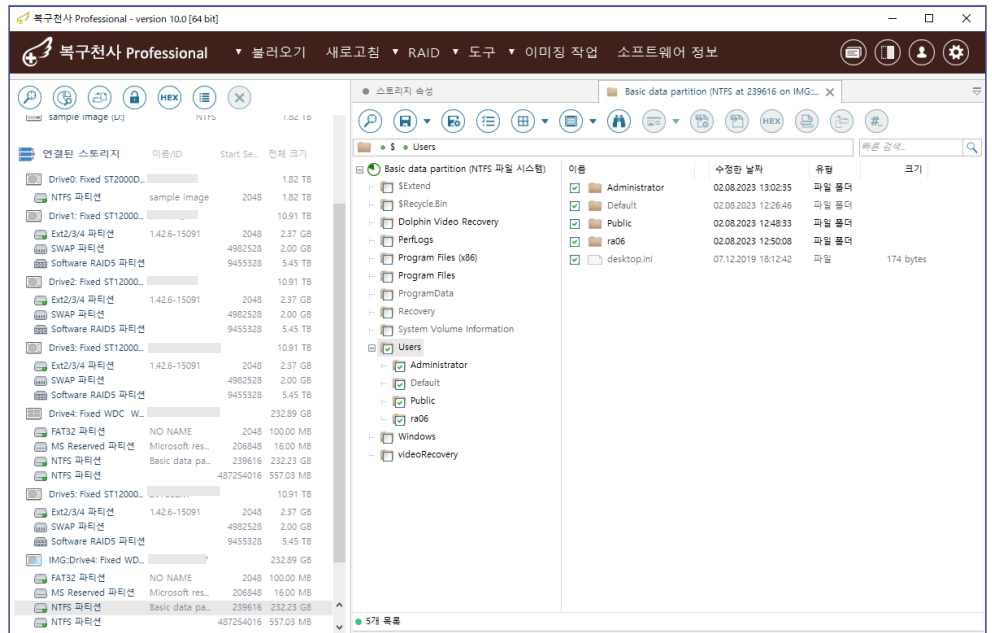 복구천사 Professional - version 10.0 [64 bit]
복구천사 Professional ▼ 불러오기 새로고침 ▼ RAID ▼ 도구 ▼ 이미징 작업 소프트웨어 정보
HEX
sample image (D:) NTFS 1.82 TB
연결된 스토리지 이름/ID Start Se... 전체 크기
Drive0: Fixed ST2000D... 1.82 TB
NTFS 파티션 sample image 2048 1.82 TB
Drive1: Fixed ST12000... 10.91 TB
Ext2/3/4 파티션 1.42.6-15091 2048 2.37 GB
SWAP 파티션 4982528 2.00 GB
Software RAID5 파티션 9455328 5.45 TB
Drive2: Fixed ST12000... 10.91 TB
Ext2/3/4 파티션 1.42.6-15091 2048 2.37 GB
SWAP 파티션 4982528 2.00 GB
Software RAID5 파티션 9455328 5.45 TB
Drive3: Fixed ST12000... 10.91 TB
Ext2/3/4 파티션 1.42.6-15091 2048 2.37 GB
SWAP 파티션 4982528 2.00 GB
Software RAID5 파티션 9455328 5.45 TB
Drive4: Fixed WDC W... 232.89 GB
FAT32 파티션 NO NAME 2048 100.00 MB
MS Reserved 파티션 Microsoft res... 206848 16.00 MB
NTFS 파티션 Basic data pa... 239616 232.23 GB
NTFS 파티션 487254016 557.03 MB
Drive5: Fixed ST12000... 10.91 TB
Ext2/3/4 파티션 1.42.6-15091 2048 2.37 GB
SWAP 파티션 4982528 2.00 GB
Software RAID5 파티션 9455328 5.45 TB
IMG::Drive4: Fixed WD... 232.89 GB
FAT32 파티션 NO NAME 2048 100.00 MB
MS Reserved 파티션 Microsoft res... 206848 16.00 MB
NTFS 파티션 Basic data pa... 239616 232.23 GB
NTFS 파티션 487254016 557.03 MB
스토리지 속성 Basic data partition (NTFS at 239616 on IMG:...
HEX #..
$ Users 빠른 검색...
Basic data partition (NTFS 파일 시스템)
$Extend
$Recycle.Bin
Dolphin Video Recovery
PerfLogs
Program Files (x86)
Program Files
ProgramData
Recovery
System Volume Information
Users
Administrator
Default
Public
ra06
Windows
videoRecovery
이름 수정한 날짜 유형 크기
Administrator 02.08.2023 13:02:35 파일 폴더
Default 02.08.2023 12:26:46 파일 폴더
Public 02.08.2023 12:48:33 파일 폴더
ra06 02.08.2023 12:50:08 파일 폴더
desktop.ini 07.12.2019 18:12:42 파일 174 bytes
5개 목록